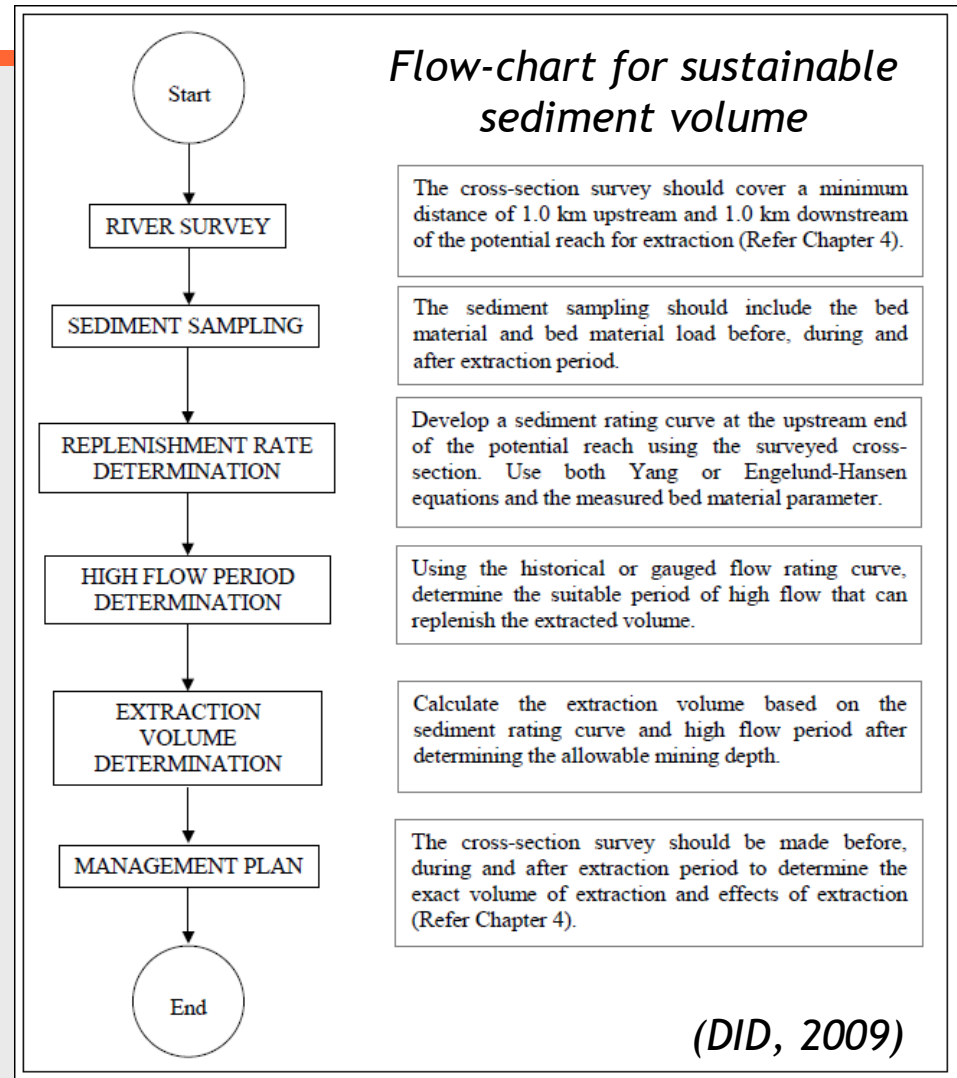 Flow-chart for sustainable
sediment volume
Start
RIVER SURVEY
The cross-section survey should cover a minimum
distance of 1.0 km upstream and 1.0 km downstream
of the potential reach for extraction (Refer Chapter 4).
SEDIMENT SAMPLING
The sediment sampling should include the bed
material and bed material load before, during and
after extraction period.
REPLENISHMENT RATE
DETERMINATION
Develop a sediment rating curve at the upstream end
of the potential reach using the surveyed cross-
section. Use both Yang or Engelund-Hansen
equations and the measured bed material parameter.
HIGH FLOW PERIOD
DETERMINATION
Using the historical or gauged flow rating curve,
determine the suitable period of high flow that can
replenish the extracted volume.
EXTRACTION
VOLUME
DETERMINATION
Calculate the extraction volume based on the
sediment rating curve and high flow period after
determining the allowable mining depth.
MANAGEMENT PLAN
The cross-section survey should be made before,
during and after extraction period to determine the
exact volume of extraction and effects of extraction
(Refer Chapter 4).
End
(DID, 2009)